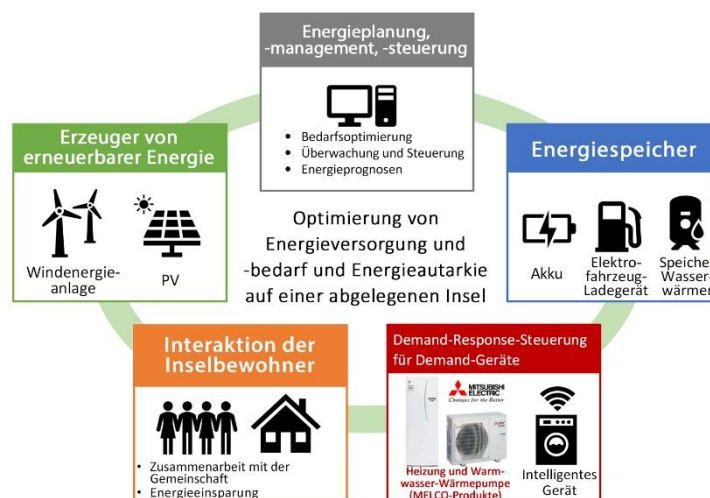 Energieplanung,
-management, -steuerung
• Bedarfsoptimierung
• Überwachung und Steuerung
• Energieprognosen
Erzeuger von
erneuerbarer Energie
Windenergie-
anlage
PV
Energiespeicher
Akku
Elektro-
fahrzeug-
Ladegerät
Speicher
Wasser-
wärmer
Optimierung von
Energieversorgung und
-bedarf und Energieautarkie
auf einer abgelegenen Insel
Interaktion der
Inselbewohner
• Zusammenarbeit mit der
Gemeinschaft
• Energieeinsparung
Demand-Response-Steuerung
für Demand-Geräte
MITSUBISHI
ELECTRIC
Changes for the Better
Heizung und Warm-
wasser-Wärmepumpe
(MELCO-Produkte)
Intelligentes
Gerät